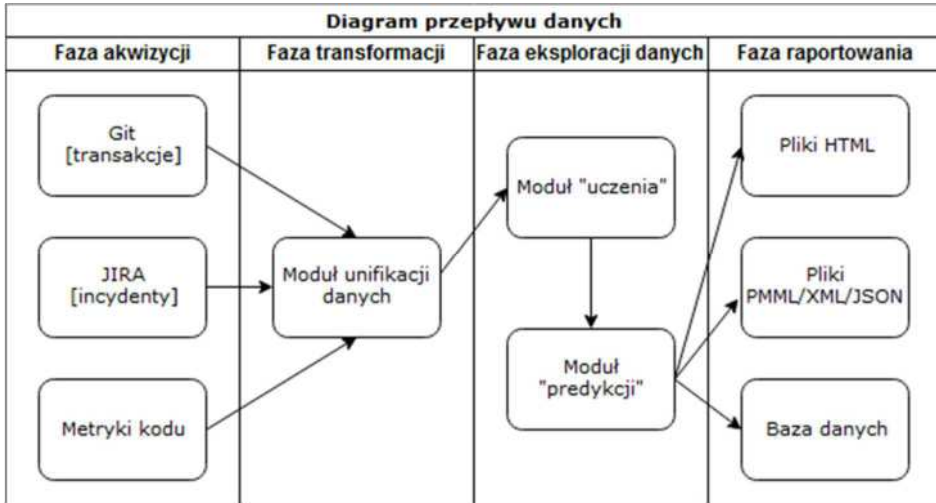 Diagram przepływu danych
Faza akwizycji
Faza transformacji
Faza eksploracji danych
Faza raportowania
Git
[transakcje]
JIRA
[incydenty]
Metryki kodu
Moduł unifikacji
danych
Moduł "uczenia"
Moduł
"predykcji"
Pliki HTML
Pliki
PMML/XML/JSON
Baza danych